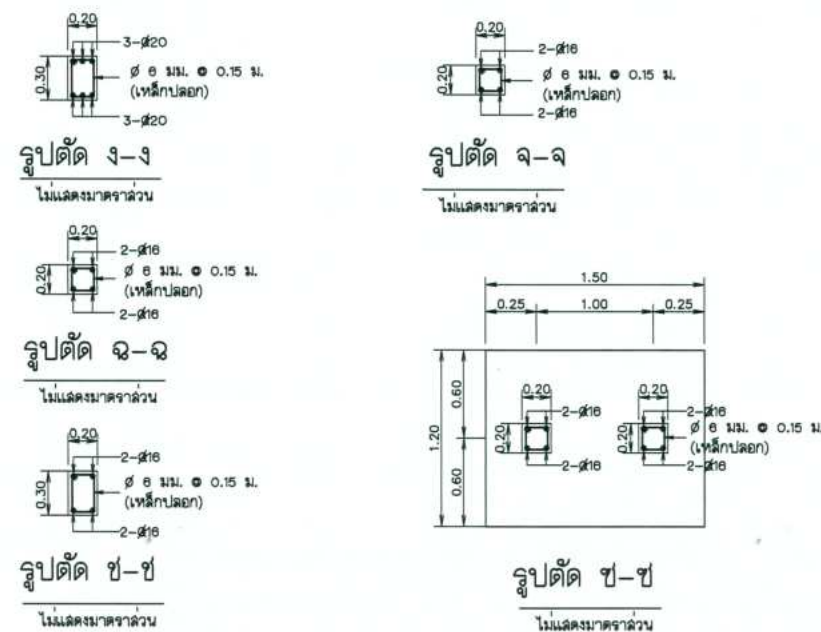 0.20
3-Ø20
0.30
Ø 6 มม. @ 0.15 ม.
(เหล็กปลอก)
3-Ø20
รูปตัด ง-ง
ไม่แสดงมาตราส่วน
0.20
2-Ø16
0.20
Ø 6 มม. @ 0.15 ม.
(เหล็กปลอก)
2-Ø16
รูปตัด จ-จ
ไม่แสดงมาตราส่วน
0.20
2-Ø16
0.20
Ø 6 มม. @ 0.15 ม.
(เหล็กปลอก)
2-Ø16
รูปตัด ฉ-ฉ
ไม่แสดงมาตราส่วน
0.20
2-Ø16
0.30
Ø 6 มม. @ 0.15 ม.
(เหล็กปลอก)
2-Ø16
รูปตัด ช-ช
ไม่แสดงมาตราส่วน
1.50
0.25 1.00 0.25
1.20
0.60
0.60
0.20
2-Ø16
0.20
2-Ø16
0.20
2-Ø16
0.20
Ø 6 มม. @ 0.15 ม.
(เหล็กปลอก)
2-Ø16
รูปตัด ซ-ซ
ไม่แสดงมาตราส่วน